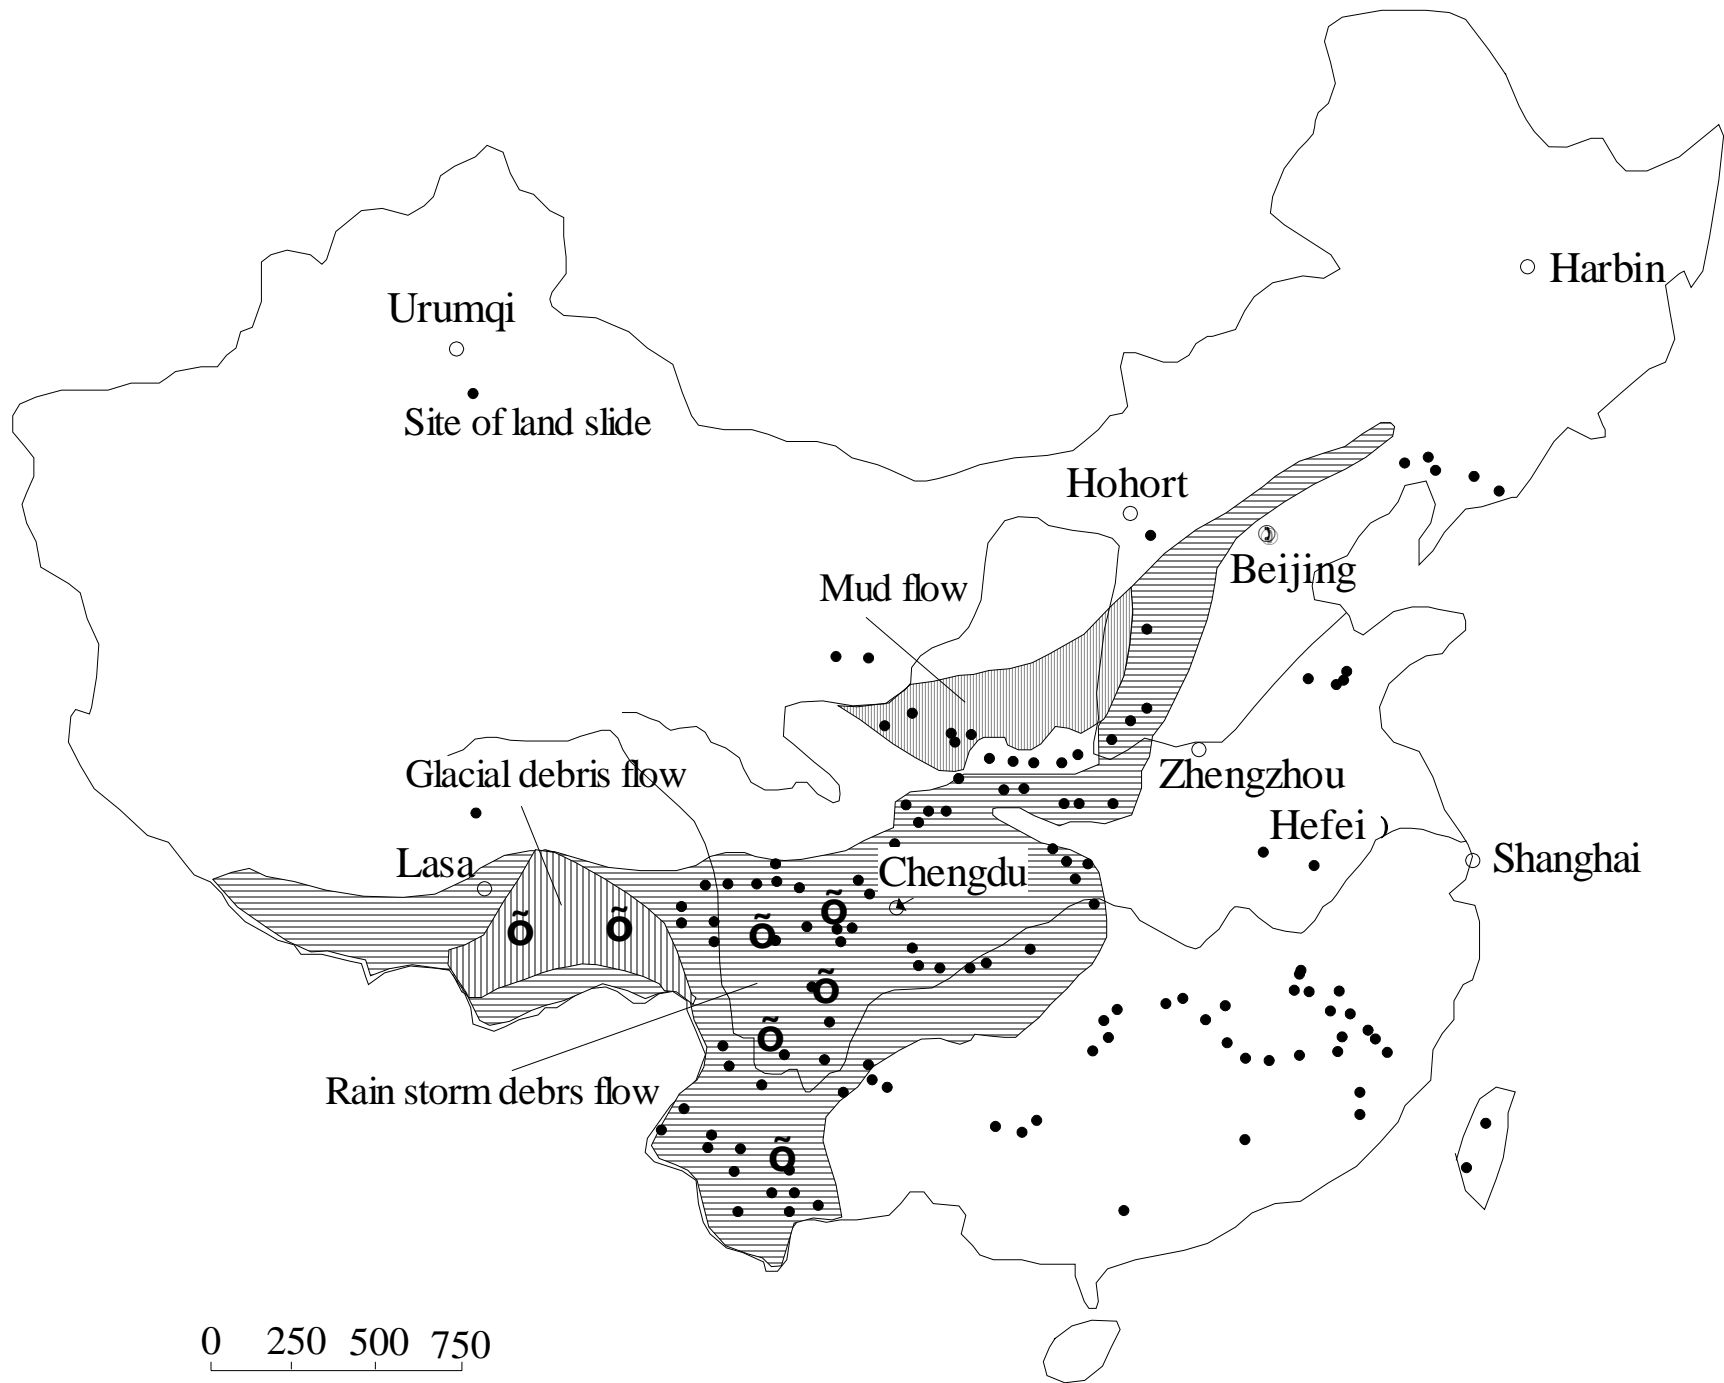 Harbin
Urumqi
Site of land slide
Hohort
Beijing
Mud flow
Glacial debris flow
Zhengzhou
Hefei )
Shanghai
Lasa
Chengdu
Õ
Õ
Õ
Õ
Õ
Õ
Rain storm debrs flow
Õ
0 250 500 750